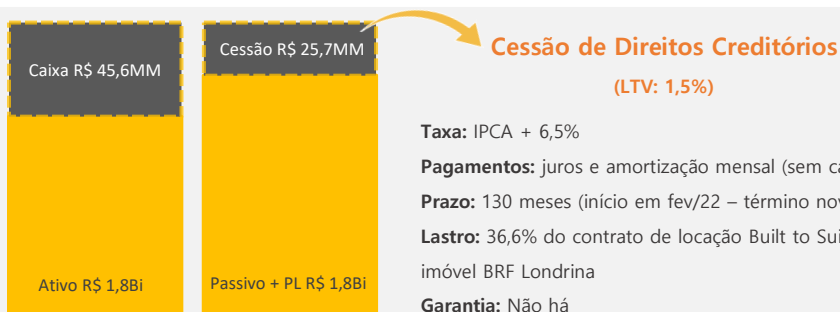 Caixa R$ 45,6MM
Cessão R$ 25,7MM
Ativo R$ 1,8Bi
Passivo + PL R$ 1,8Bi
Cessão de Direitos Creditórios
(LTV: 1,5%)
Taxa: IPCA + 6,5%
Pagamentos: juros e amortização mensal (sem
Prazo: 130 meses (início em fev/22 – término
Lastro: 36,6% do contrato de locação Built to
imóvel BRF Londrina
Garantia: Não há